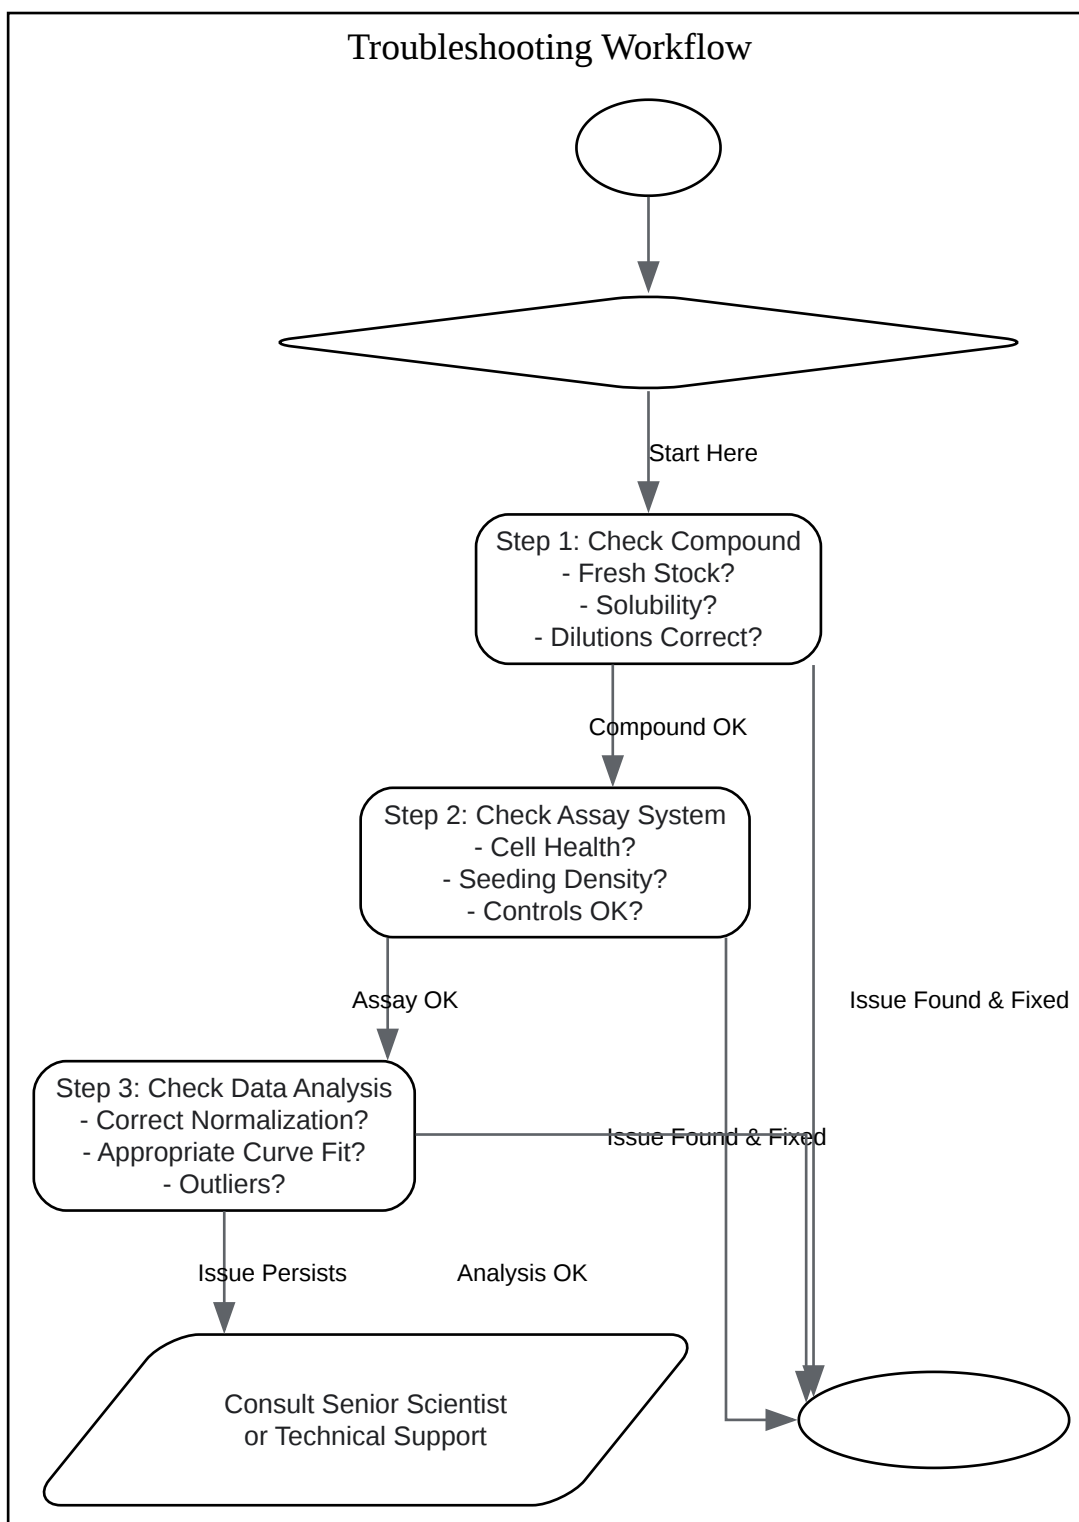 Troubleshooting Workflow
Start Here
Step 1: Check Compound
- Fresh Stock?
- Solubility?
- Dilutions Correct?
Compound OK
Step 2: Check Assay System
- Cell Health?
- Seeding Density?
- Controls OK?
Assay OK
Issue Found & Fixed
Step 3: Check Data Analysis
- Correct Normalization?
- Appropriate Curve Fit?
- Outliers?
Issue Found & Fixed
Issue Persists
Analysis OK
Consult Senior Scientist
or Technical Support